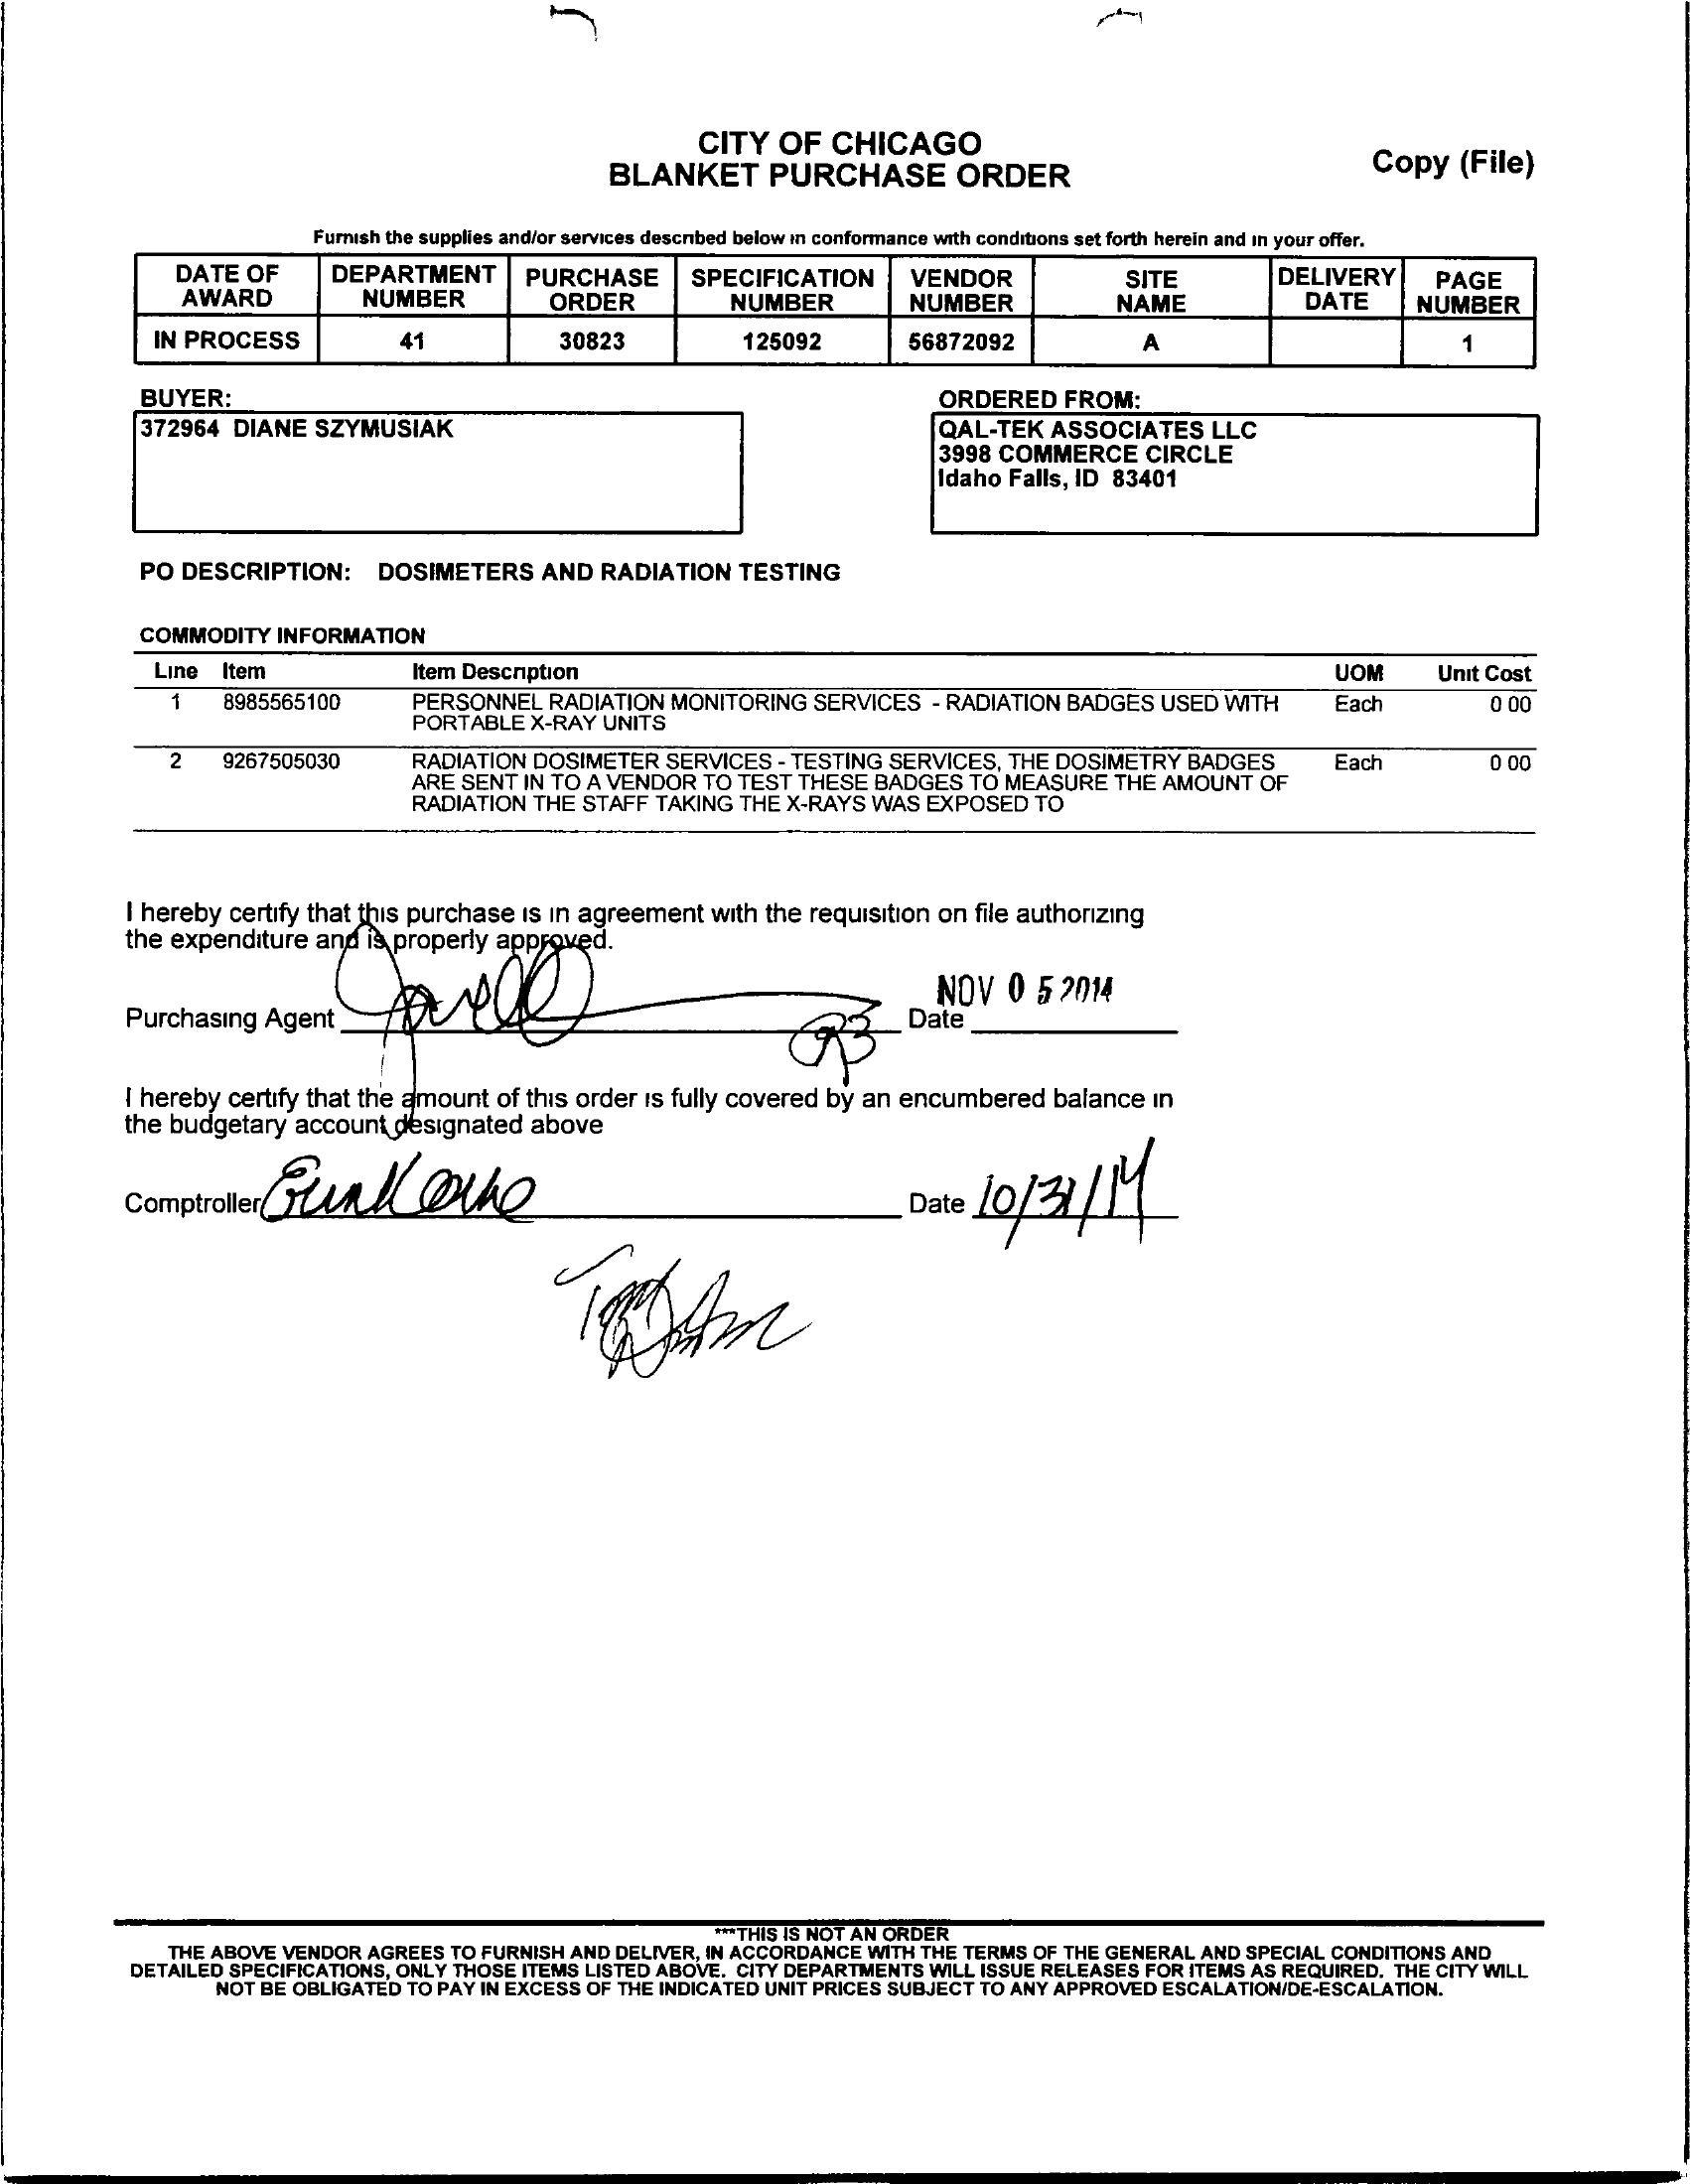 CITY OF CHICAGO
BLANKET PURCHASE ORDER
Copy (File)
Furnish the supplies and/or services described below in conformance with conditions set forth herein and in your offer.
DATE OF AWARD DEPARTMENT NUMBER PURCHASE ORDER SPECIFICATION NUMBER VENDOR NUMBER SITE NAME DELIVERY DATE PAGE NUMBER
IN PROCESS 41 30823 125092 56872092 A 1
BUYER:
372964 DIANE SZYMUSIAK
ORDERED FROM:
QAL-TEK ASSOCIATES LLC
3998 COMMERCE CIRCLE
Idaho Falls, ID 83401
PO DESCRIPTION: DOSIMETERS AND RADIATION TESTING
COMMODITY INFORMATION
Line Item Item Description UOM Unit Cost
1 8985565100 PERSONNEL RADIATION MONITORING SERVICES - RADIATION BADGES USED WITH Each 0 00
PORTABLE X-RAY UNITS
2 9267505030 RADIATION DOSIMETER SERVICES - TESTING SERVICES, THE DOSIMETRY BADGES Each 0 00
ARE SENT IN TO A VENDOR TO TEST THESE BADGES TO MEASURE THE AMOUNT OF
RADIATION THE STAFF TAKING THE X-RAYS WAS EXPOSED TO
I hereby certify that this purchase is in agreement with the requisition on file authorizing
the expenditure and is properly approved.
Purchasing Agent Date NOV 05 2014
I hereby certify that the amount of this order is fully covered by an encumbered balance in
the budgetary account designated above
Comptroller Date 10/31/14
***THIS IS NOT AN ORDER
THE ABOVE VENDOR AGREES TO FURNISH AND DELIVER, IN ACCORDANCE WITH THE TERMS OF THE GENERAL AND SPECIAL CONDITIONS AND
DETAILED SPECIFICATIONS, ONLY THOSE ITEMS LISTED ABOVE. CITY DEPARTMENTS WILL ISSUE RELEASES FOR ITEMS AS REQUIRED. THE CITY WILL
NOT BE OBLIGATED TO PAY IN EXCESS OF THE INDICATED UNIT PRICES SUBJECT TO ANY APPROVED ESCALATION/DE-ESCALATION.